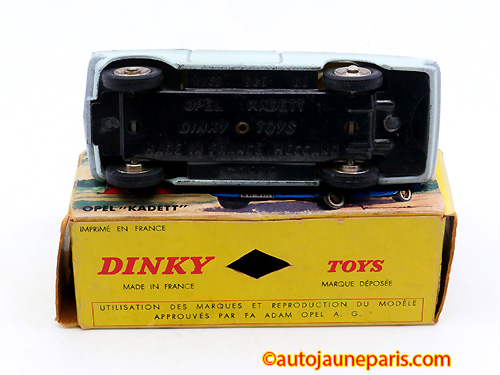 OPEL KADETT
DINKY TOYS
MADE IN FRANCE MECCANO
OPEL "KADETT"
IMPRIMÉ EN FRANCE
DINKY TOYS
MADE IN FRANCE MARQUE DÉPOSÉE
UTILISATION DES MARQUES ET REPRODUCTION DU MODÈLE
APPROUVÉS PAR FA ADAM OPEL A. G.
©autojauneparis.com